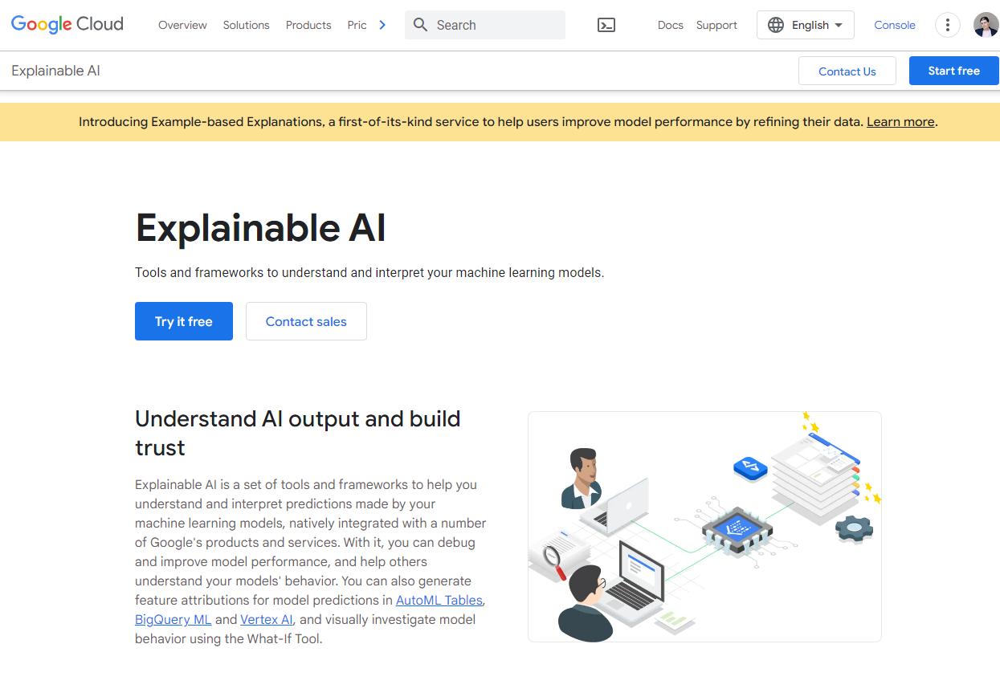 Google Cloud
Overview Solutions Products Pric Search Docs Support English Console
Explainable AI
Contact Us Start free
Introducing Example-based Explanations, a first-of-its-kind service to help users improve model performance by refining their data. Learn more.
Explainable AI
Tools and frameworks to understand and interpret your machine learning models.
Try it free Contact sales
Understand AI output and build
trust
Explainable AI is a set of tools and frameworks to help you
understand and interpret predictions made by your
machine learning models, natively integrated with a number
of Google's products and services. With it, you can debug
and improve model performance, and help others
understand your models' behavior. You can also generate
feature attributions for model predictions in AutoML Tables,
BigQuery ML and Vertex AI, and visually investigate model
behavior using the What-If Tool.